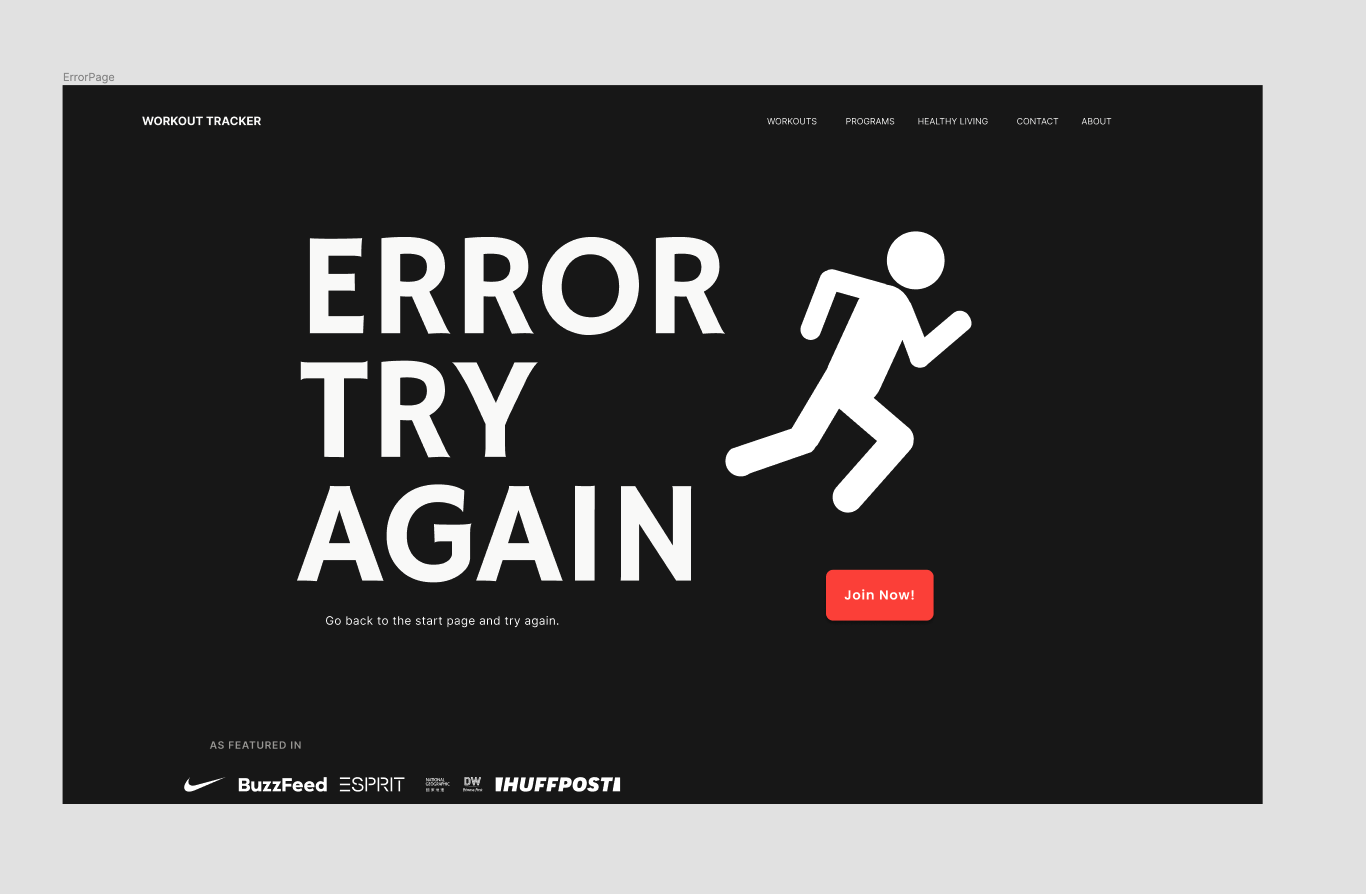 ErrorPage
WORKOUT TRACKER
WORKOUTS PROGRAMS HEALTHY LIVING CONTACT ABOUT
ERROR
TRY
AGAIN
Join Now!
Go back to the start page and try again.
AS FEATURED IN
BuzzFeed ESPRIT NATIONAL GEOGRAPHIC DW HUFFPOST